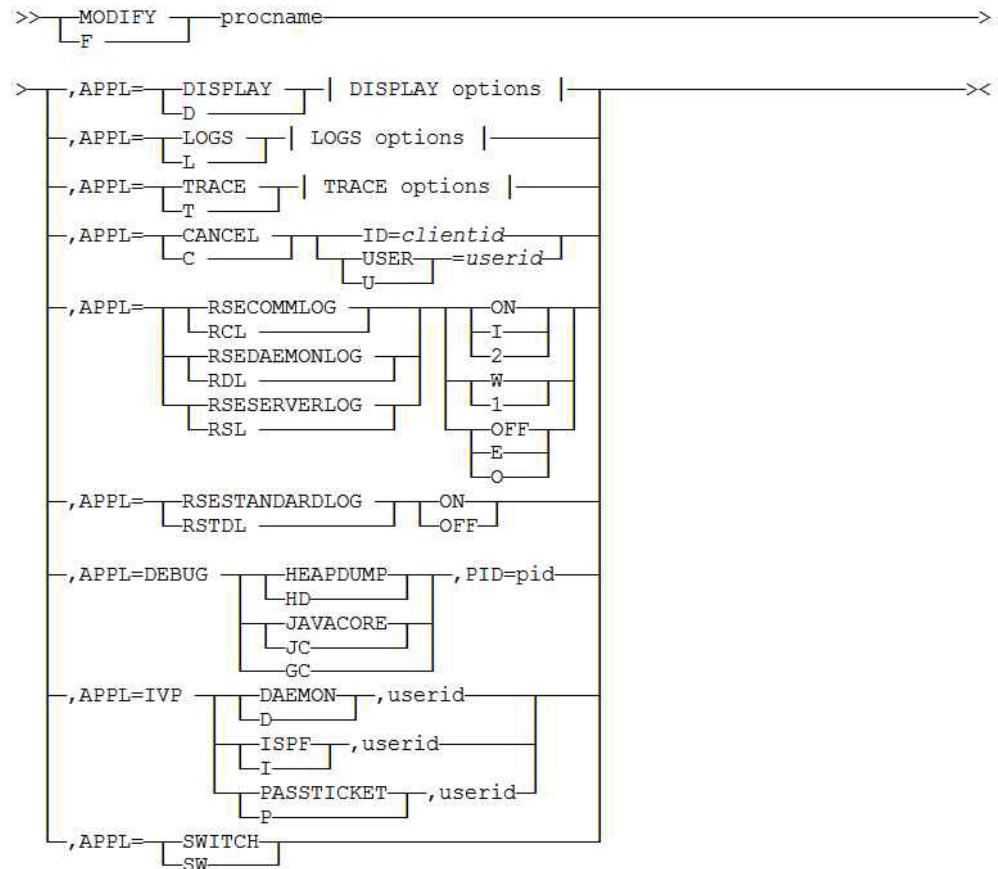 >> MODIFY procname >
F
> ,APPL= DISPLAY | DISPLAY options | ><
D
,APPL= LOGS | LOGS options |
L
,APPL= TRACE | TRACE options |
T
,APPL= CANCEL ID=clientid
C USER =userid
U
,APPL= RSECOMMLOG ON
RCL I
RSEDAEMONLOG 2
RDL W
RSESERVERLOG 1
RSL OFF
E
O
,APPL= RSESTANDARDLOG ON
RSTDL OFF
,APPL=DEBUG HEAPDUMP ,PID=pid
HD
JAVACORE
JC
GC
,APPL=IVP DAEMON ,userid
D
ISPF ,userid
I
PASSTICKET ,userid
P
,APPL= SWITCH
SW